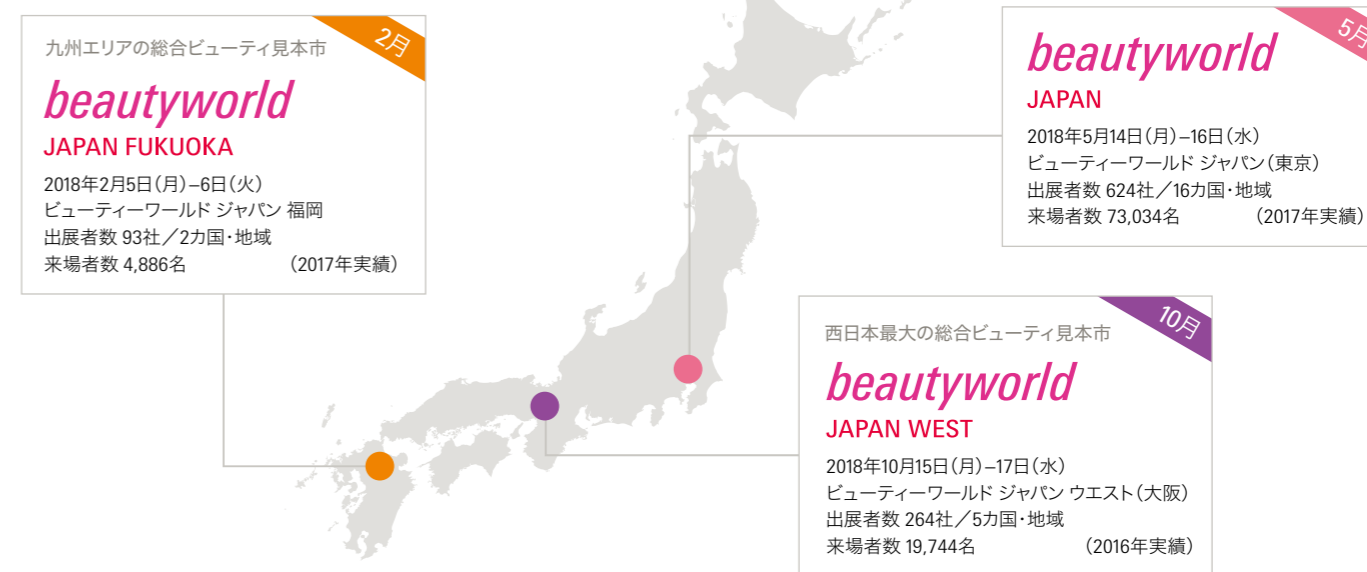 2月
九州エリアの総合ビューティ見本市
beautyworld
JAPAN FUKUOKA
2018年2月5日（月）–6日（火）
ビューティーワールド ジャパン 福岡
出展者数 93社／2カ国・地域
来場者数 4,886名 （2017年実績）
5月
beautyworld
JAPAN
2018年5月14日（月）–16日（水）
ビューティーワールド ジャパン（東京）
出展者数 624社／16カ国・地域
来場者数 73,034名 （2017年実績）
10月
西日本最大の総合ビューティ見本市
beautyworld
JAPAN WEST
2018年10月15日（月）–17日（水）
ビューティーワールド ジャパン ウエスト（大阪）
出展者数 264社／5カ国・地域
来場者数 19,744名 （2016年実績）